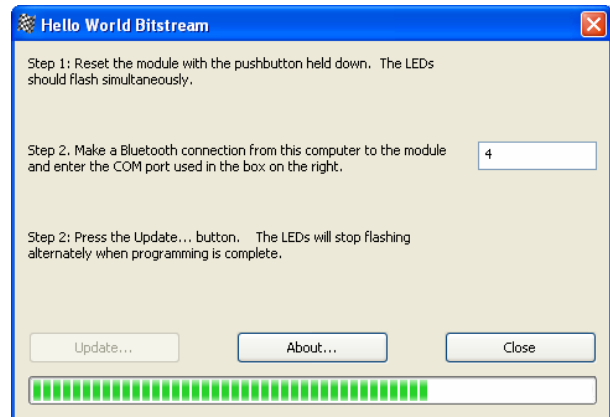 Hello World Bitstream
Step 1: Reset the module with the pushbutton held down. The LEDs
should flash simultaneously.
Step 2. Make a Bluetooth connection from this computer to the module
and enter the COM port used in the box on the right.
4
Step 2: Press the Update... button. The LEDs will stop flashing
alternately when programming is complete.
Update... About... Close